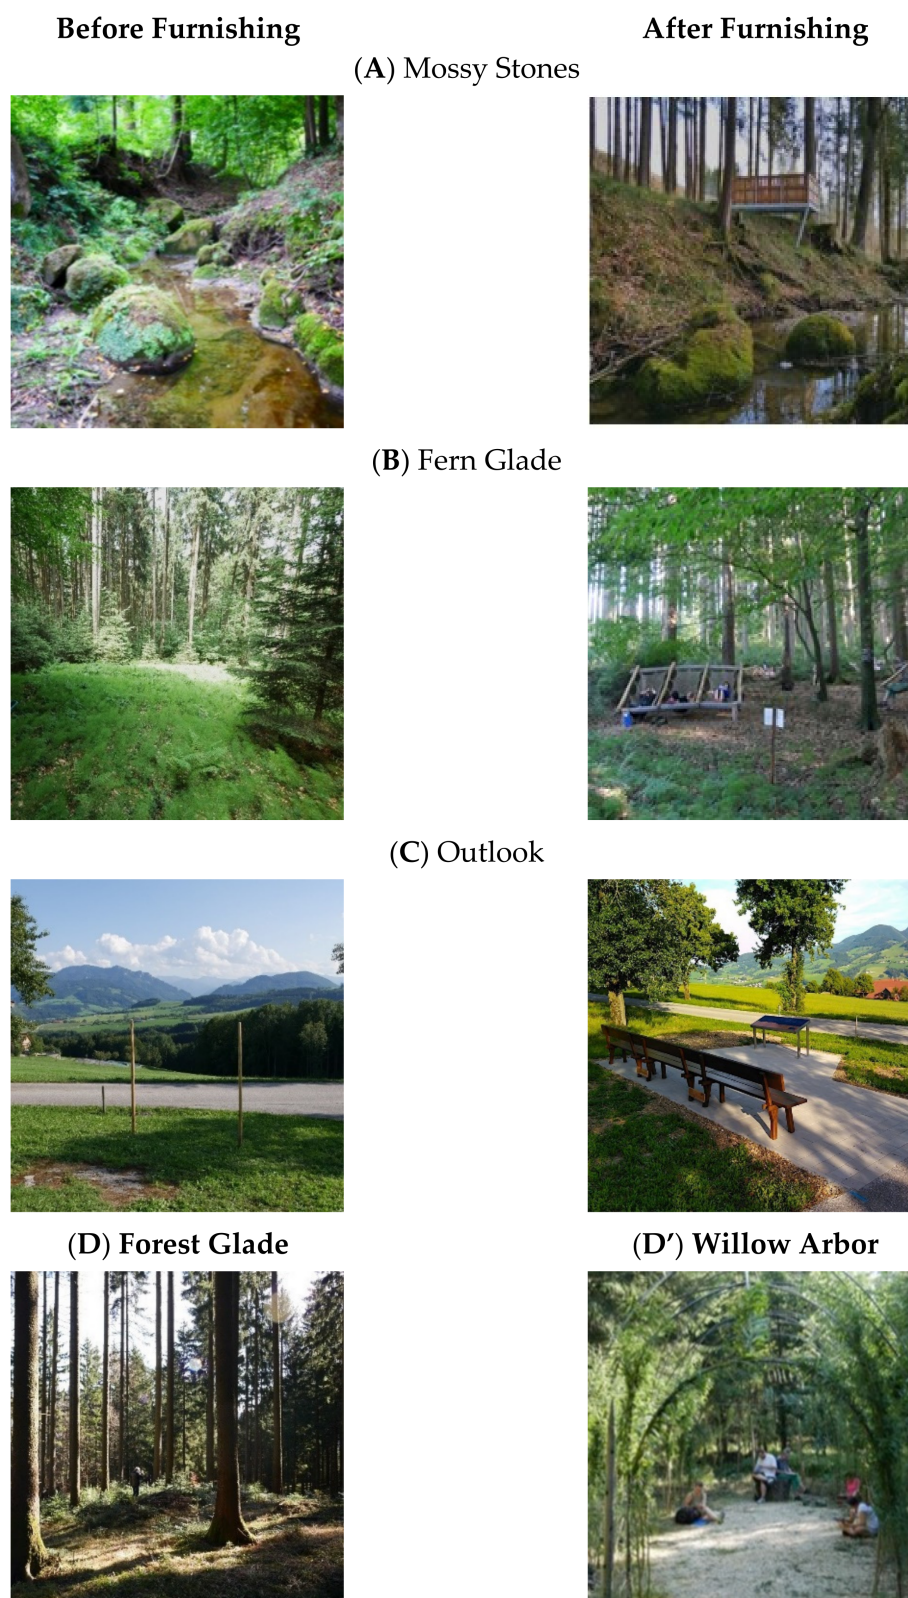 Before Furnishing After Furnishing
(A) Mossy Stones
(B) Fern Glade
(C) Outlook
(D) Forest Glade (D′) Willow Arbor